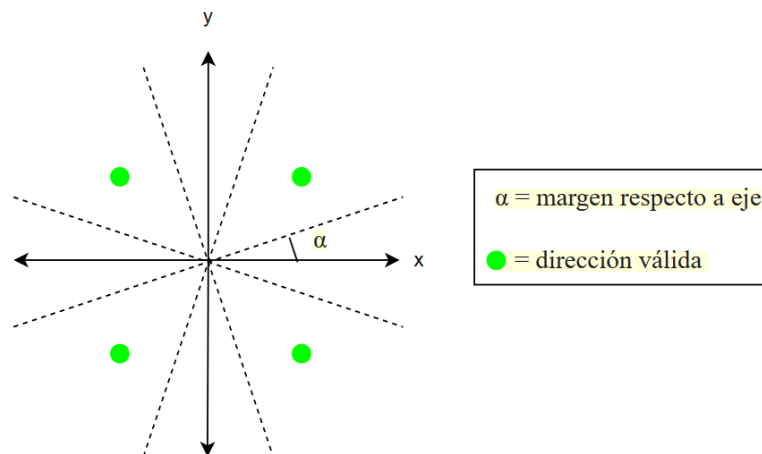 y
α = margen respecto a eje
α
x
= dirección válida